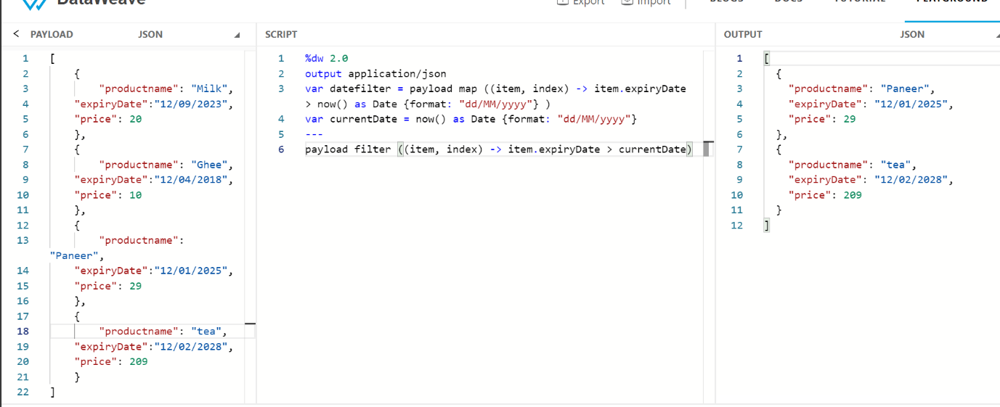 DataWeave
Export Import BLOGS DOCS TUTORIAL PLAYGROUND
< PAYLOAD JSON
1 [
2 {
3 "productname": "Milk",
4 "expiryDate":"12/09/2023",
5 "price": 20
6 },
7 {
8 "productname": "Ghee",
9 "expiryDate":"12/04/2018",
10 "price": 10
11 },
12 {
13 "productname":
"Paneer",
14 "expiryDate":"12/01/2025",
15 "price": 29
16 },
17 {
18 "productname": "tea",
19 "expiryDate":"12/02/2028",
20 "price": 209
21 }
22 ]
SCRIPT
1 %dw 2.0
2 output application/json
3 var datefilter = payload map ((item, index) -> item.expiryDate
> now() as Date {format: "dd/MM/yyyy"} )
4 var currentDate = now() as Date {format: "dd/MM/yyyy"}
5 ---
6 payload filter ((item, index) -> item.expiryDate > currentDate)
OUTPUT JSON
1 [
2 {
3 "productname": "Paneer",
4 "expiryDate": "12/01/2025",
5 "price": 29
6 },
7 {
8 "productname": "tea",
9 "expiryDate": "12/02/2028",
10 "price": 209
11 }
12 ]